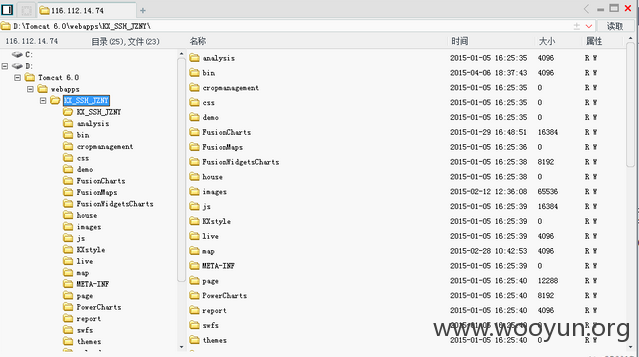 116.112.14.74
D:\Tomcat 6.0\webapps\KX_SSH_JZNY\
读取
116.112.14.74 目录(25),文件(23)
名称 时间 大小 属性
C:
D:
Tomcat 6.0
webapps
KX_SSH_JZNY
KX_SSH_JZNY
analysis
bin
cropmanagement
css
demo
FusionCharts
FusionMaps
FusionWidgetsCharts
house
images
js
KXstyle
live
map
META-INF
page
PowerCharts
report
swfs
themes
analysis 2015-01-05 16:25:35 4096 R W
bin 2015-04-06 18:37:43 4096 R W
cropmanagement 2015-01-05 16:25:35 0 R W
css 2015-01-05 16:25:35 0 R W
demo 2015-01-05 16:25:35 0 R W
FusionCharts 2015-01-29 16:48:51 16384 R W
FusionMaps 2015-01-05 16:25:36 0 R W
FusionWidgetsCharts 2015-01-05 16:25:38 8192 R W
house 2015-01-05 16:25:38 0 R W
images 2015-02-12 12:36:08 65536 R W
js 2015-01-05 16:25:39 16384 R W
KXstyle 2015-01-05 16:25:39 0 R W
live 2015-01-05 16:25:39 4096 R W
map 2015-02-28 10:42:53 4096 R W
META-INF 2015-01-05 16:25:39 0 R W
page 2015-01-05 16:25:40 12288 R W
PowerCharts 2015-01-05 16:25:40 8192 R W
report 2015-01-05 16:25:40 4096 R W
swfs 2015-01-05 16:25:40 0 R W
themes 2015-01-05 16:25:40 0 R W
www.wooyun.org